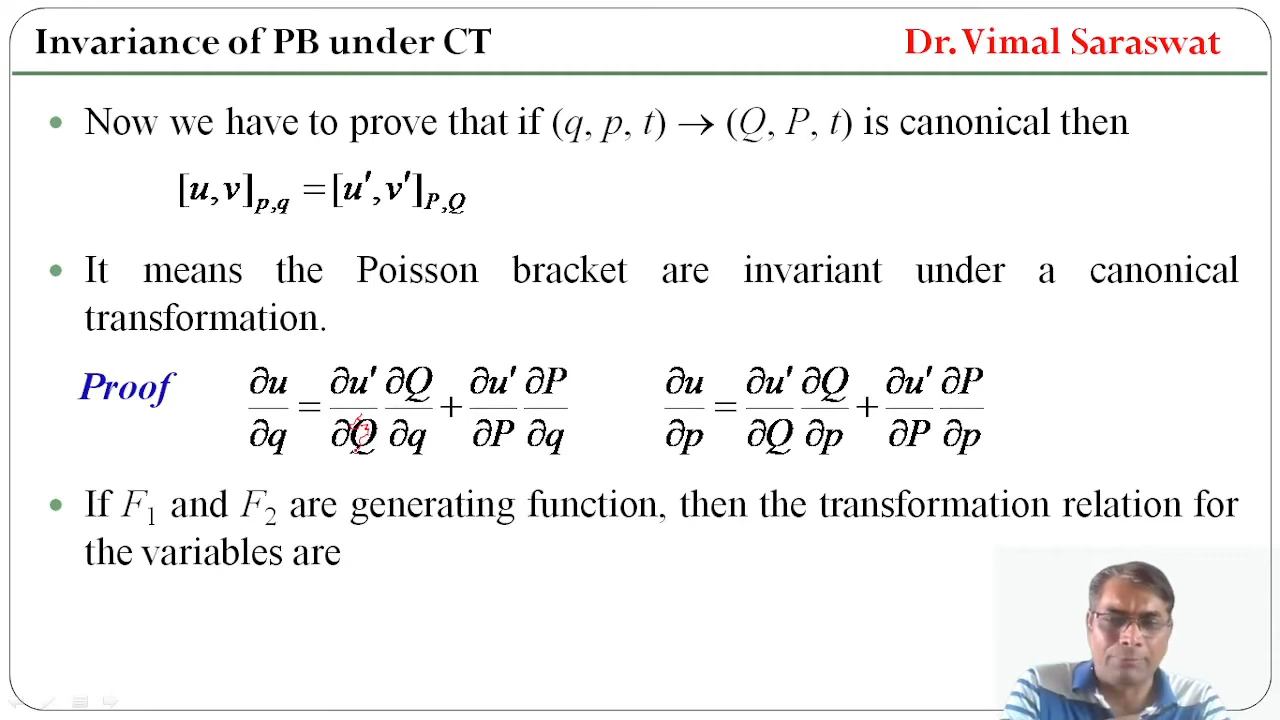 Invariance of PB under CT
Dr. Vimal Saraswat
• Now we have to prove that if (q, p, t) → (Q, P, t) is canonical then
[u, v]_{p,q} = [u′, v′]_{P,Q}
• It means the Poisson bracket are invariant under a canonical
transformation.
Proof ∂u/∂q = ∂u′/∂Q ∂Q/∂q + ∂u′/∂P ∂P/∂q ∂u/∂p = ∂u′/∂Q ∂Q/∂p + ∂u′/∂P ∂P/∂p
• If F₁ and F₂ are generating function, then the transformation relation for
the variables are